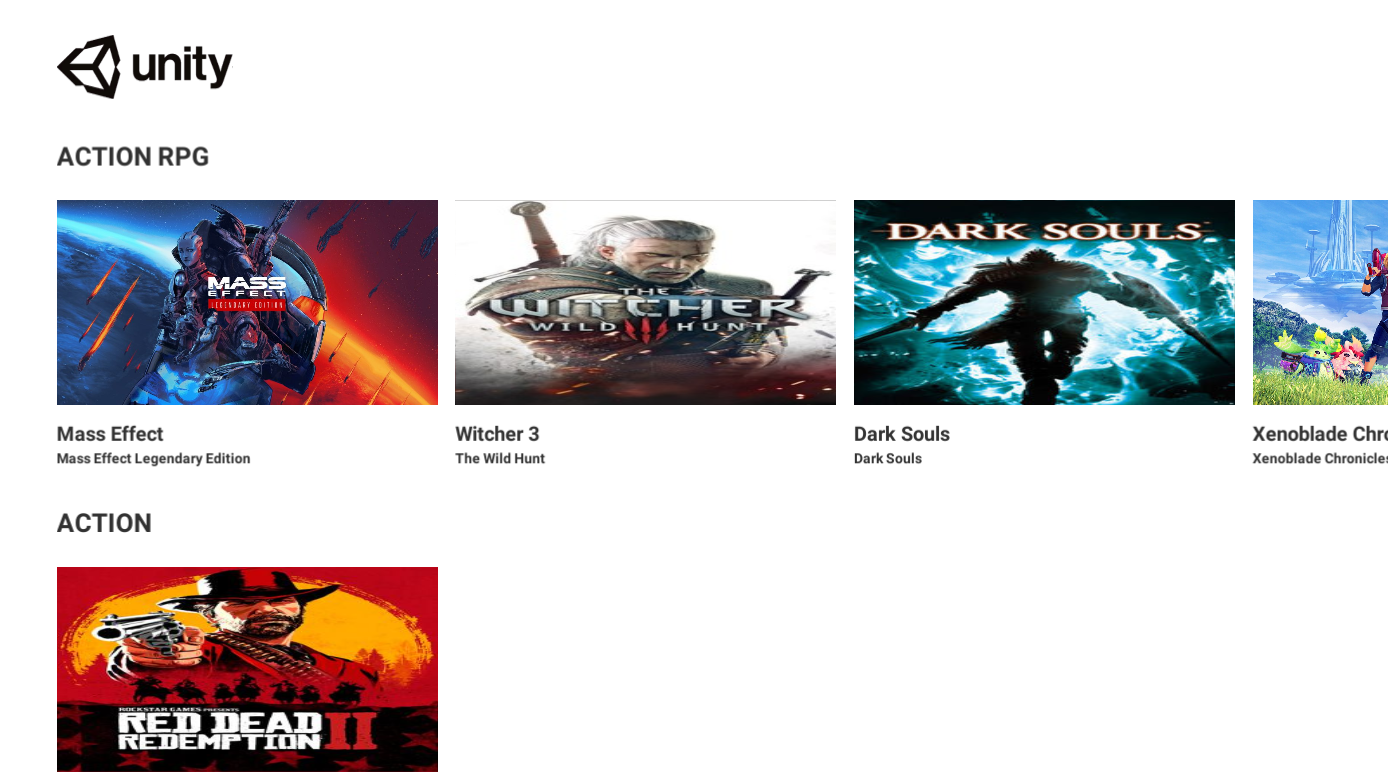 unity
ACTION RPG
MASS
EFFECT
LEGENDARY EDITION
THE
WITCHER
WILD HUNT
DARK SOULS
Mass Effect
Witcher 3
Dark Souls
Xenoblade Chro
Mass Effect Legendary Edition
The Wild Hunt
Dark Souls
Xenoblade Chronicles
ACTION
ROCKSTAR GAMES PRESENTS
RED DEAD
REDEMPTION II